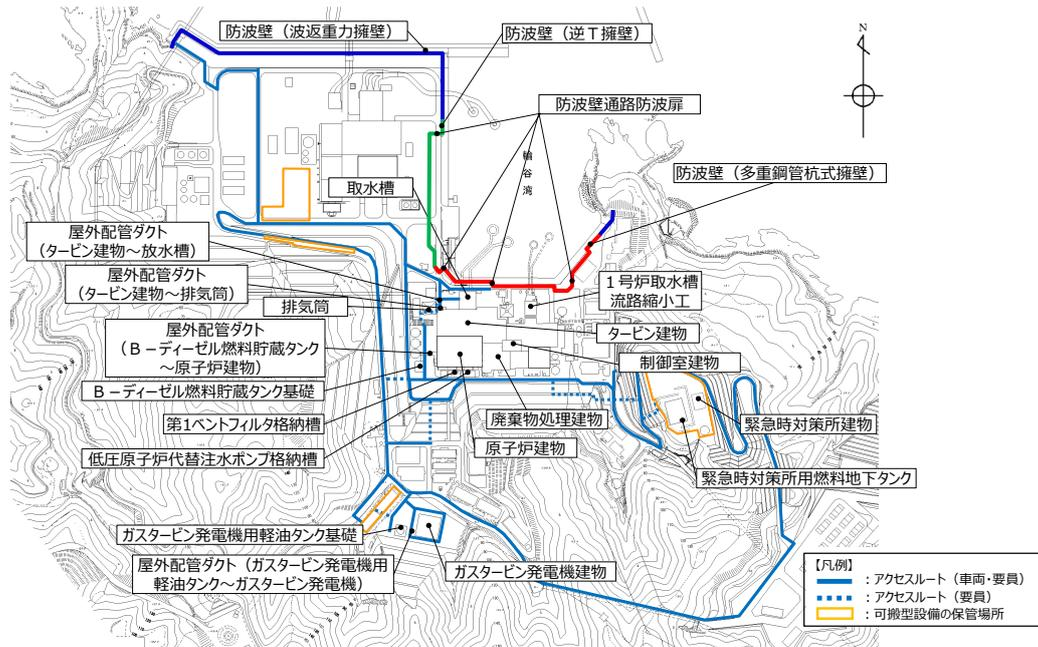 防波壁（波返重力擁壁）
防波壁（逆T擁壁）
N
防波壁通路防波扉
輪谷湾
防波壁（多重鋼管杭式擁壁）
取水槽
屋外配管ダクト
（タービン建物～放水槽）
屋外配管ダクト
（タービン建物～排気筒）
排気筒
1号炉取水槽
流路縮小工
タービン建物
屋外配管ダクト
（B－ディーゼル燃料貯蔵タンク
～原子炉建物）
制御室建物
B－ディーゼル燃料貯蔵タンク基礎
第1ベントフィルタ格納槽
廃棄物処理建物
緊急時対策所建物
低圧原子炉代替注水ポンプ格納槽
原子炉建物
緊急時対策所用燃料地下タンク
ガスタービン発電機用軽油タンク基礎
屋外配管ダクト（ガスタービン発電機用
軽油タンク～ガスタービン発電機）
ガスタービン発電機建物
【凡例】
：アクセスルート（車両・要員）
：アクセスルート（要員）
：可搬型設備の保管場所